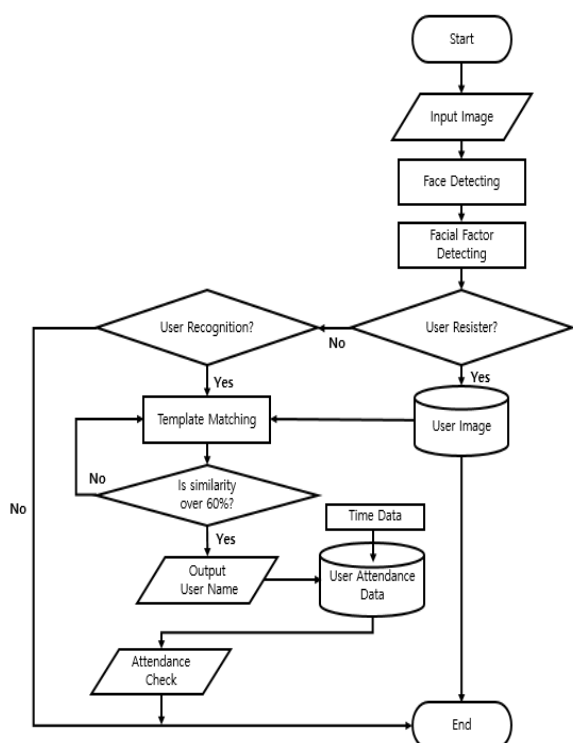 Start
Input Image
Face Detecting
Facial Factor
Detecting
User Resister?
No
User Recognition?
Yes
Yes
User Image
Template Matching
No
Is similarity
over 60%?
No
Yes
Time Data
Output
User Name
User Attendance
Data
Attendance
Check
End